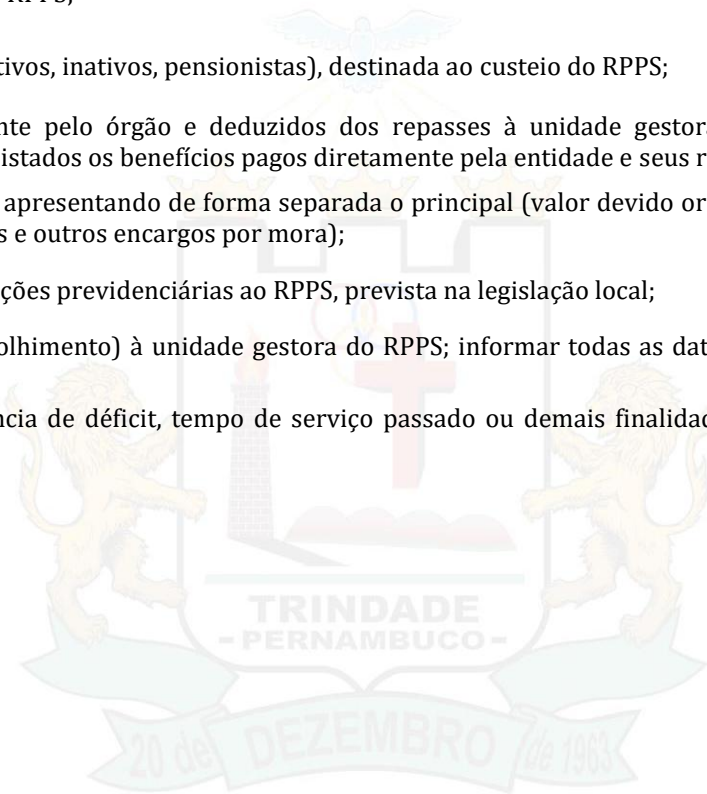 RPPS;
tivos, inativos, pensionistas), destinada ao custeio do RPPS;
nte pelo órgão e deduzidos dos repasses à unidade gestora
istados os benefícios pagos diretamente pela entidade e seus r
apresentando de forma separada o principal (valor devido or
s e outros encargos por mora);
ções previdenciárias ao RPPS, prevista na legislação local;
olhimento) à unidade gestora do RPPS; informar todas as dat
ncia de déficit, tempo de serviço passado ou demais finalidad
TRINDADE
- PERNAMBUCO -
20 de DEZEMBRO de 1963